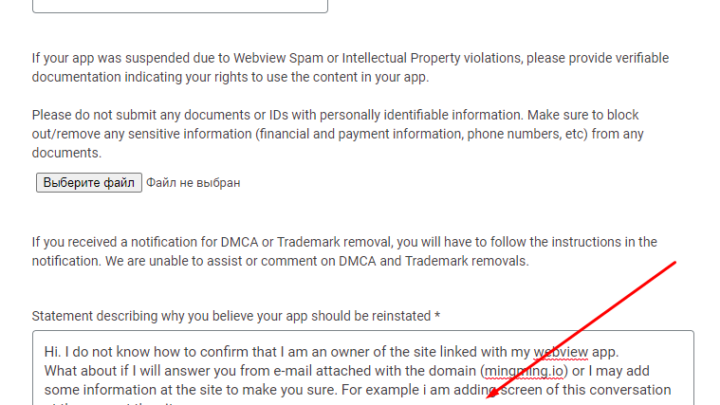 If your app was suspended due to Webview Spam or Intellectual Property violations, please provide verifiable
documentation indicating your rights to use the content in your app.
Please do not submit any documents or IDs with personally identifiable information. Make sure to block
out/remove any sensitive information (financial and payment information, phone numbers, etc) from any
documents.
Выберите файл Файл не выбран
If you received a notification for DMCA or Trademark removal, you will have to follow the instructions in the
notification. We are unable to assist or comment on DMCA and Trademark removals.
Statement describing why you believe your app should be reinstated *
Hi. I do not know how to confirm that I am an owner of the site linked with my webview app.
What about if I will answer you from e-mail attached with the domain (mingming.io) or I may add
some information at the site to make you sure. For example i am adding screen of this conversation